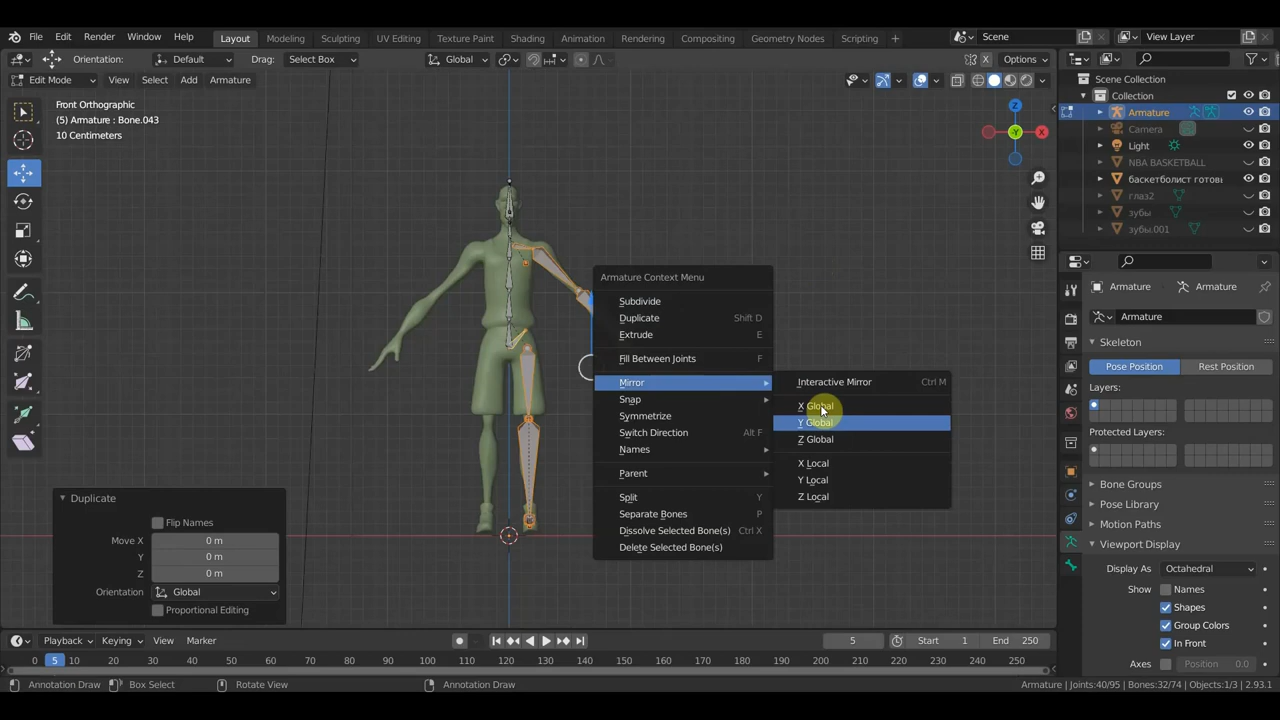 File Edit Render Window Help Layout Modeling Sculpting UV Editing Texture Paint Shading Animation Rendering Compositing Geometry Nodes Scripting + Scene View Layer
Orientation: Default Drag: Select Box Global X Options
Edit Mode View Select Add Armature
Front Orthographic
(5) Armature : Bone.043
10 Centimeters
Z
X
-Y
Scene Collection
Collection
Armature
Camera
Light
NBA BASKETBALL
баскетболист готовь
глаз2
зубы
зубы.001
Armature Armature
Armature
Skeleton
Pose Position Rest Position
Layers:
Protected Layers:
Bone Groups
Pose Library
Motion Paths
Viewport Display
Display As Octahedral
Show Names
Shapes
Group Colors
In Front
Axes Position 0.0
Armature Context Menu
Subdivide
Duplicate Shift D
Extrude E
Fill Between Joints F
Mirror
Snap
Symmetrize
Switch Direction Alt F
Names
Parent
Split Y
Separate Bones P
Dissolve Selected Bone(s) Ctrl X
Delete Selected Bone(s)
Interactive Mirror Ctrl M
X Global
Y Global
Z Global
X Local
Y Local
Z Local
Duplicate
Flip Names
Move X 0 m
Y 0 m
Z 0 m
Orientation Global
Proportional Editing
Playback Keying View Marker 5 Start 1 End 250
0 5 10 20 30 40 50 60 70 80 90 100 110 120 130 140 150 160 170 180 190 200 210 220 230 240 250
Annotation Draw Box Select Rotate View Annotation Draw Armature | Joints:40/95 | Bones:32/74 | Objects:1/3 | 2.93.1